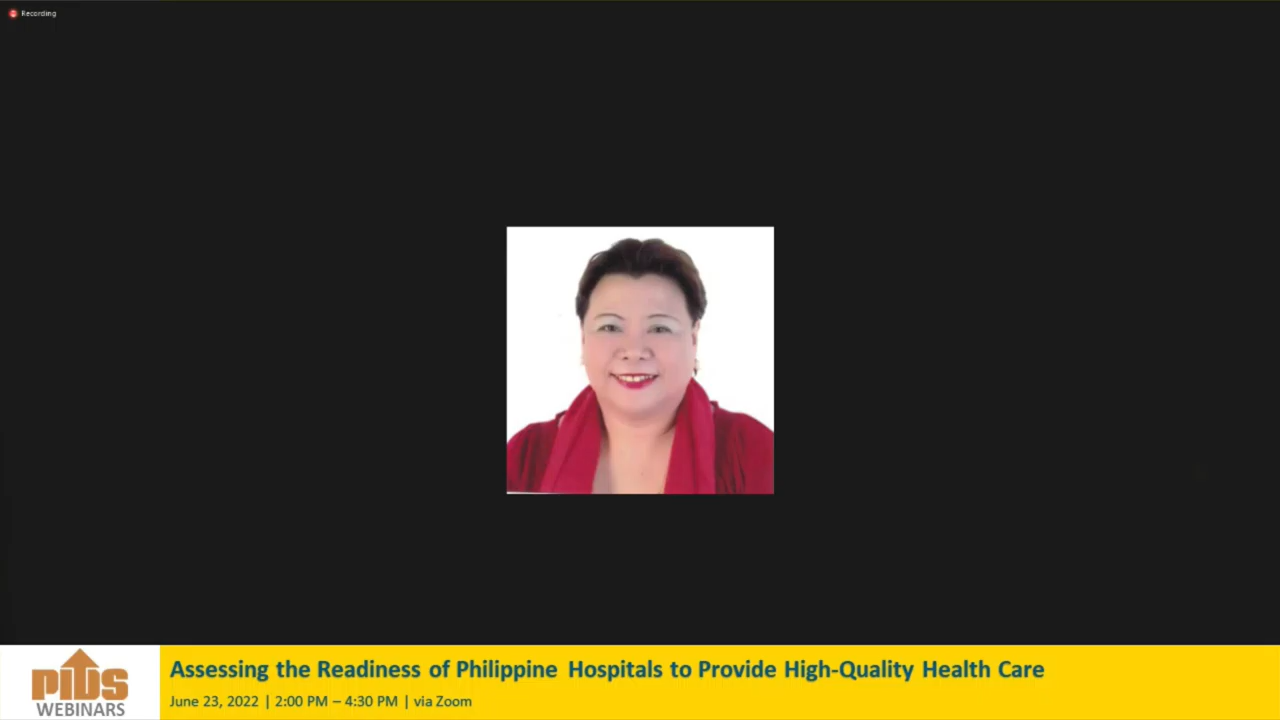 Recording
Assessing the Readiness of Philippine Hospitals to Provide High-Quality Health Care
June 23, 2022 | 2:00 PM – 4:30 PM | via Zoom
PIDS
WEBINARS